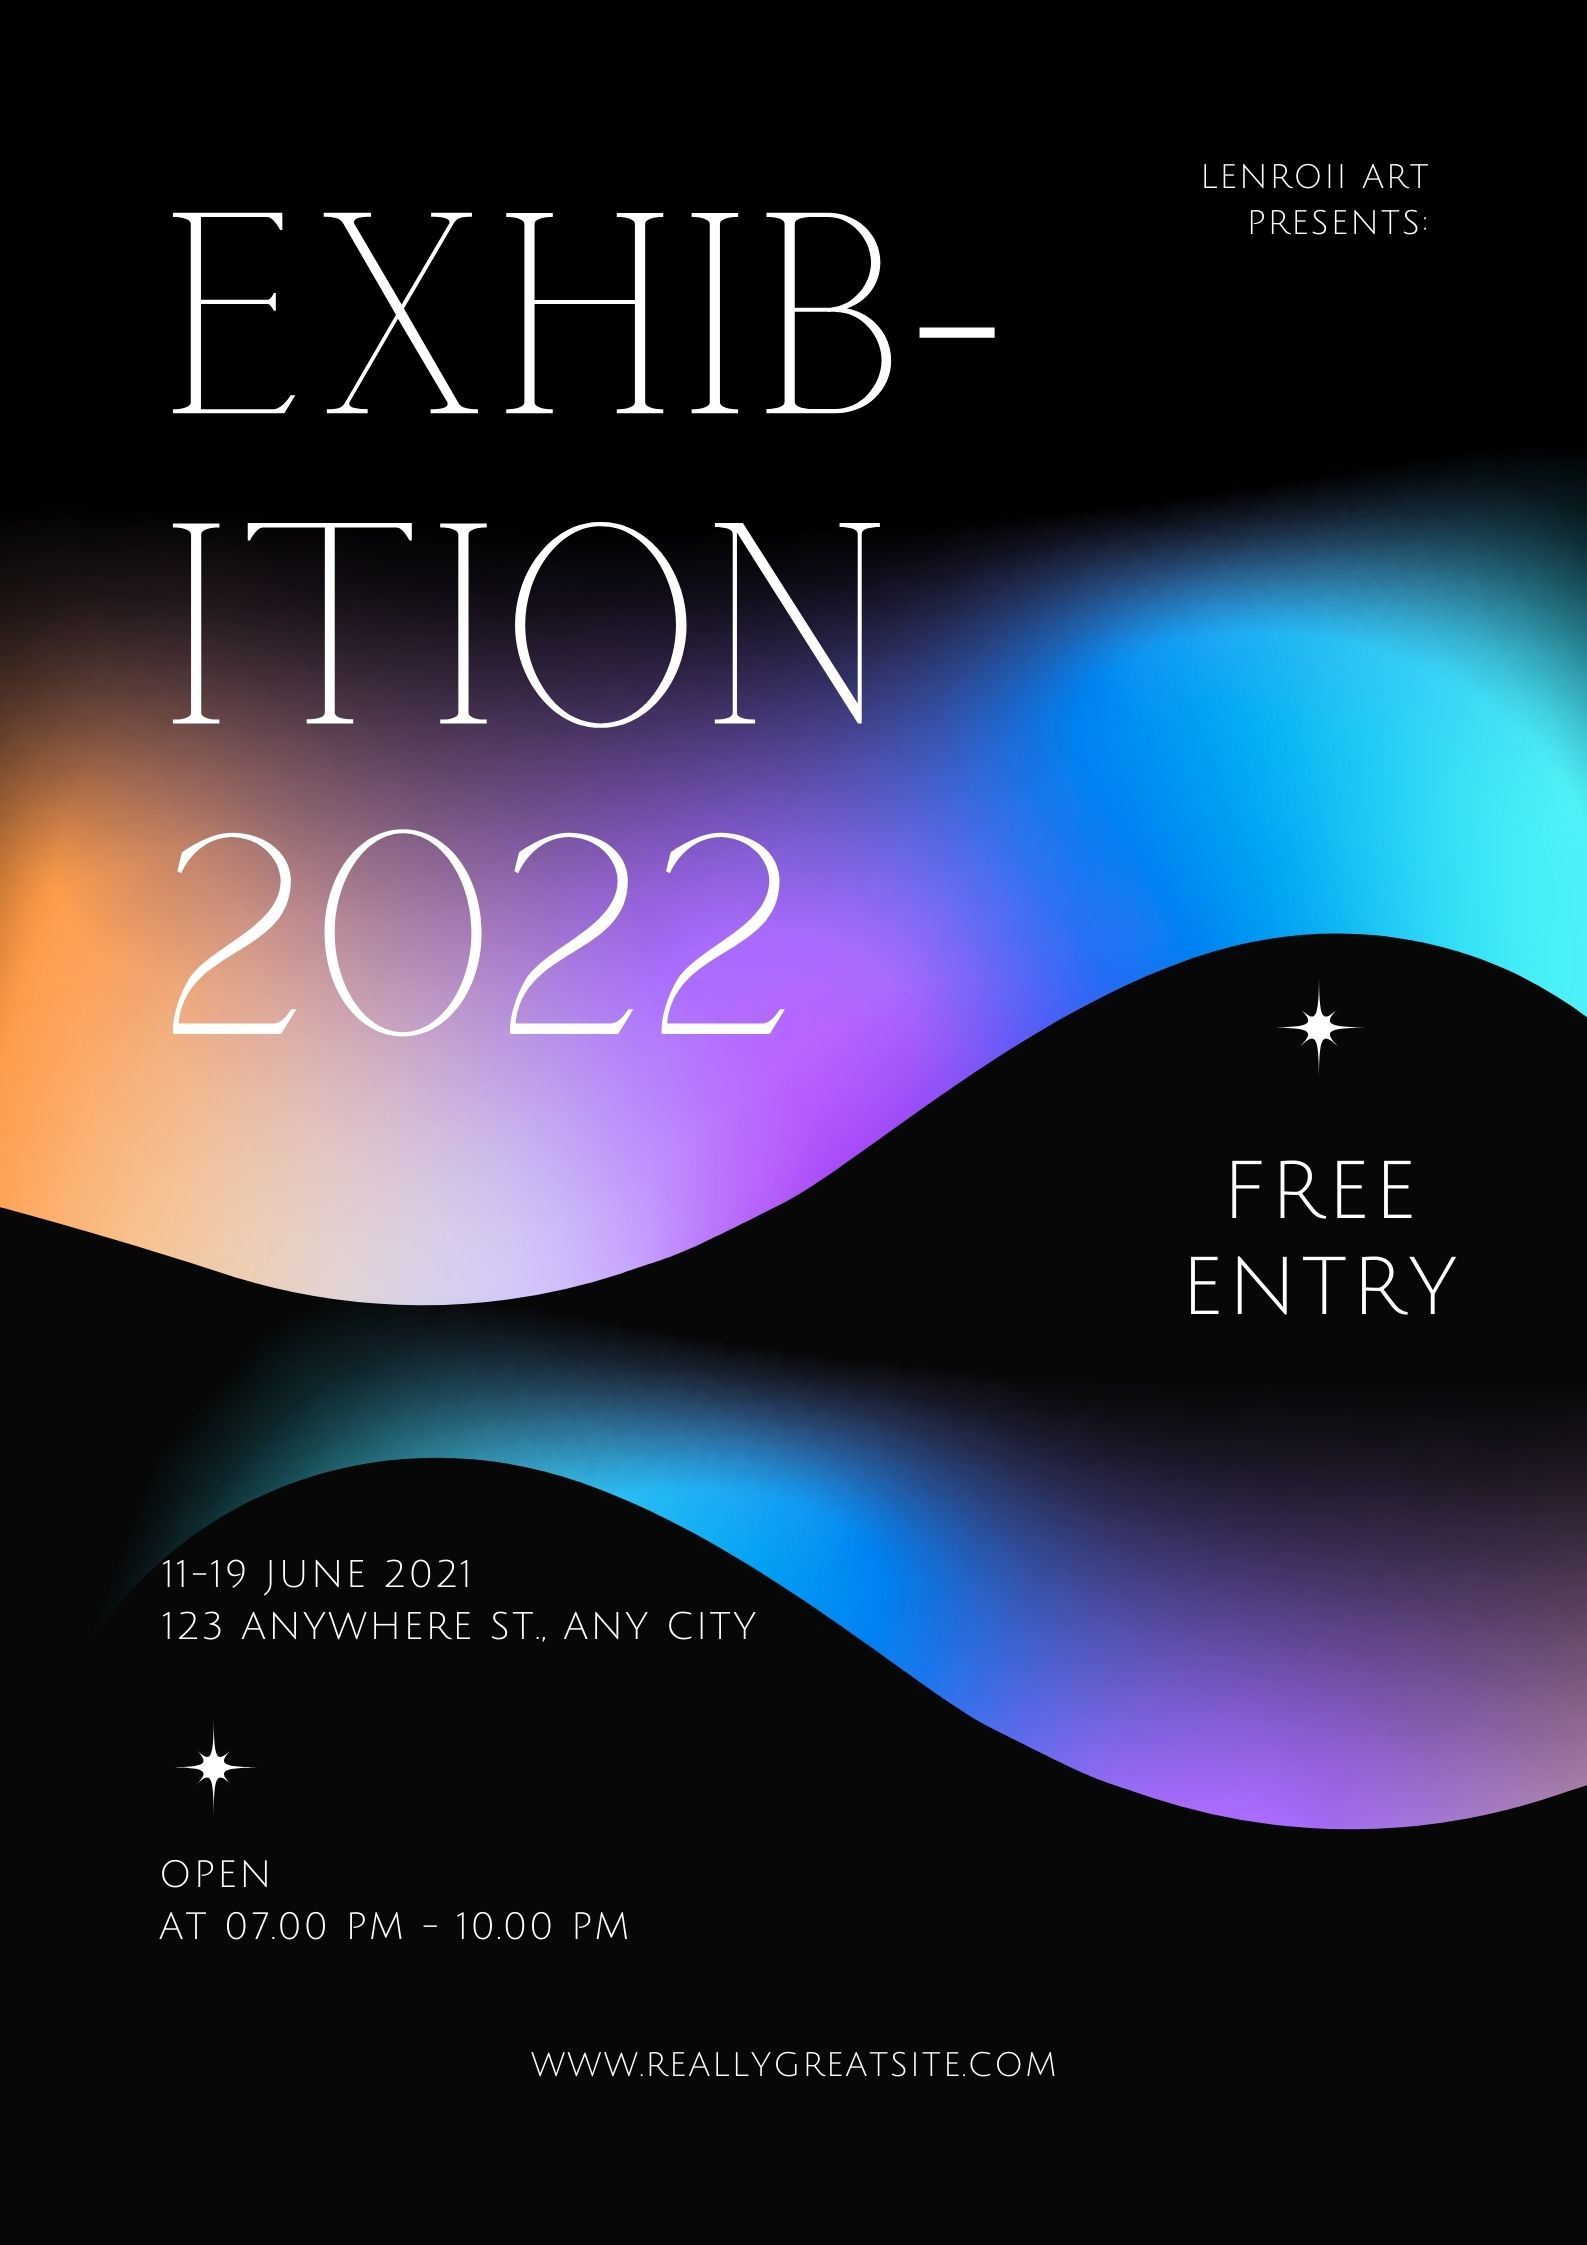 LENROII ART
PRESENTS:
EXHIB-
ITION
2022
FREE
ENTRY
11-19 JUNE 2021
123 ANYWHERE ST., ANY CITY
OPEN
AT 07.00 PM - 10.00 PM
WWW.REALLYGREATSITE.COM